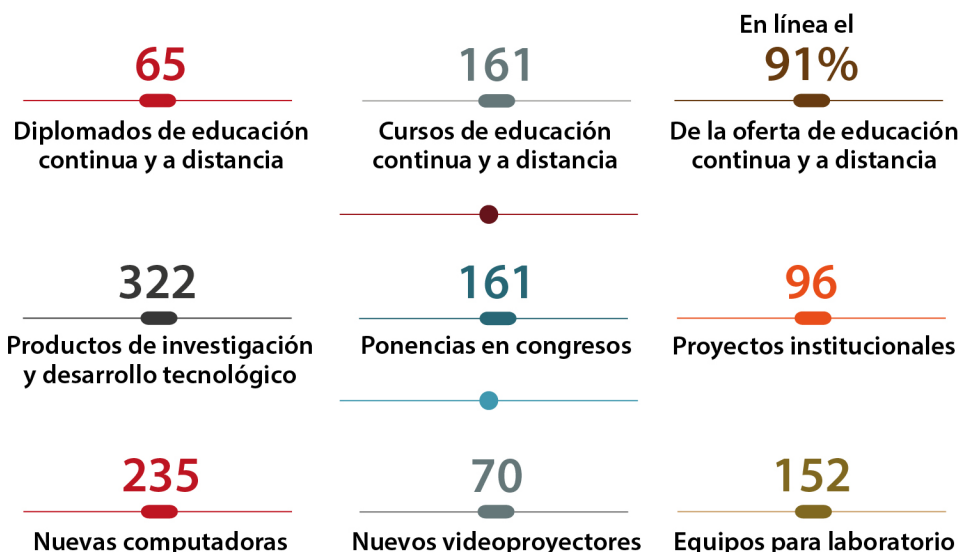 65
Diplomados de educación
continua y a distancia
161
Cursos de educación
continua y a distancia
En línea el
91%
De la oferta de educación
continua y a distancia
322
Productos de investigación
y desarrollo tecnológico
161
Ponencias en congresos
96
Proyectos institucionales
235
Nuevas computadoras
70
Nuevos videoproyectores
152
Equipos para laboratorio